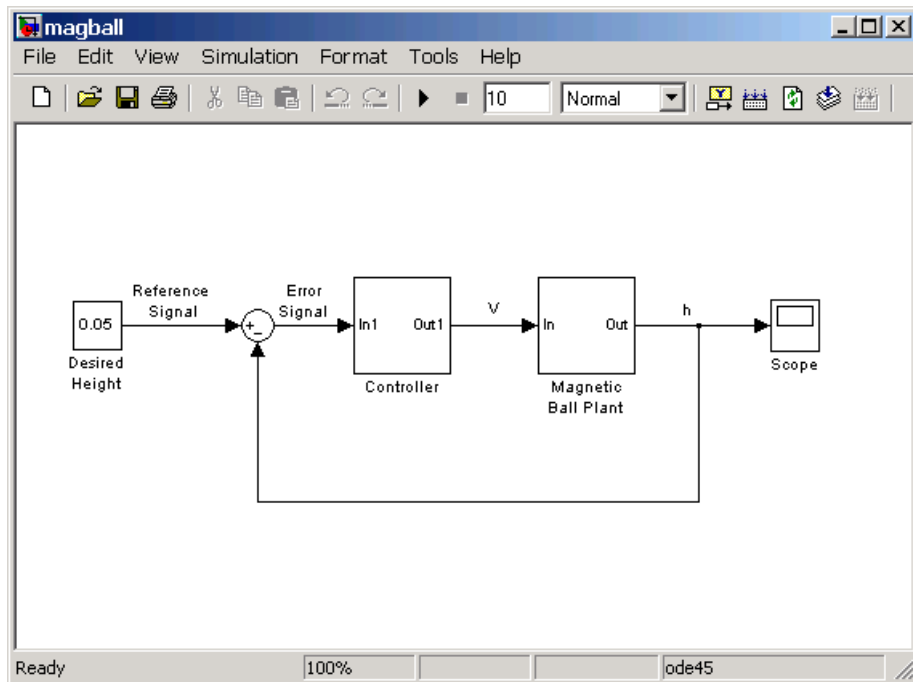 magball
File Edit View Simulation Format Tools Help
10 Normal
Reference
Signal
Error
Signal
0.05
+
−
In1 Out1
V
In Out
h
Desired
Height
Controller
Magnetic
Ball Plant
Scope
Ready 100% ode45